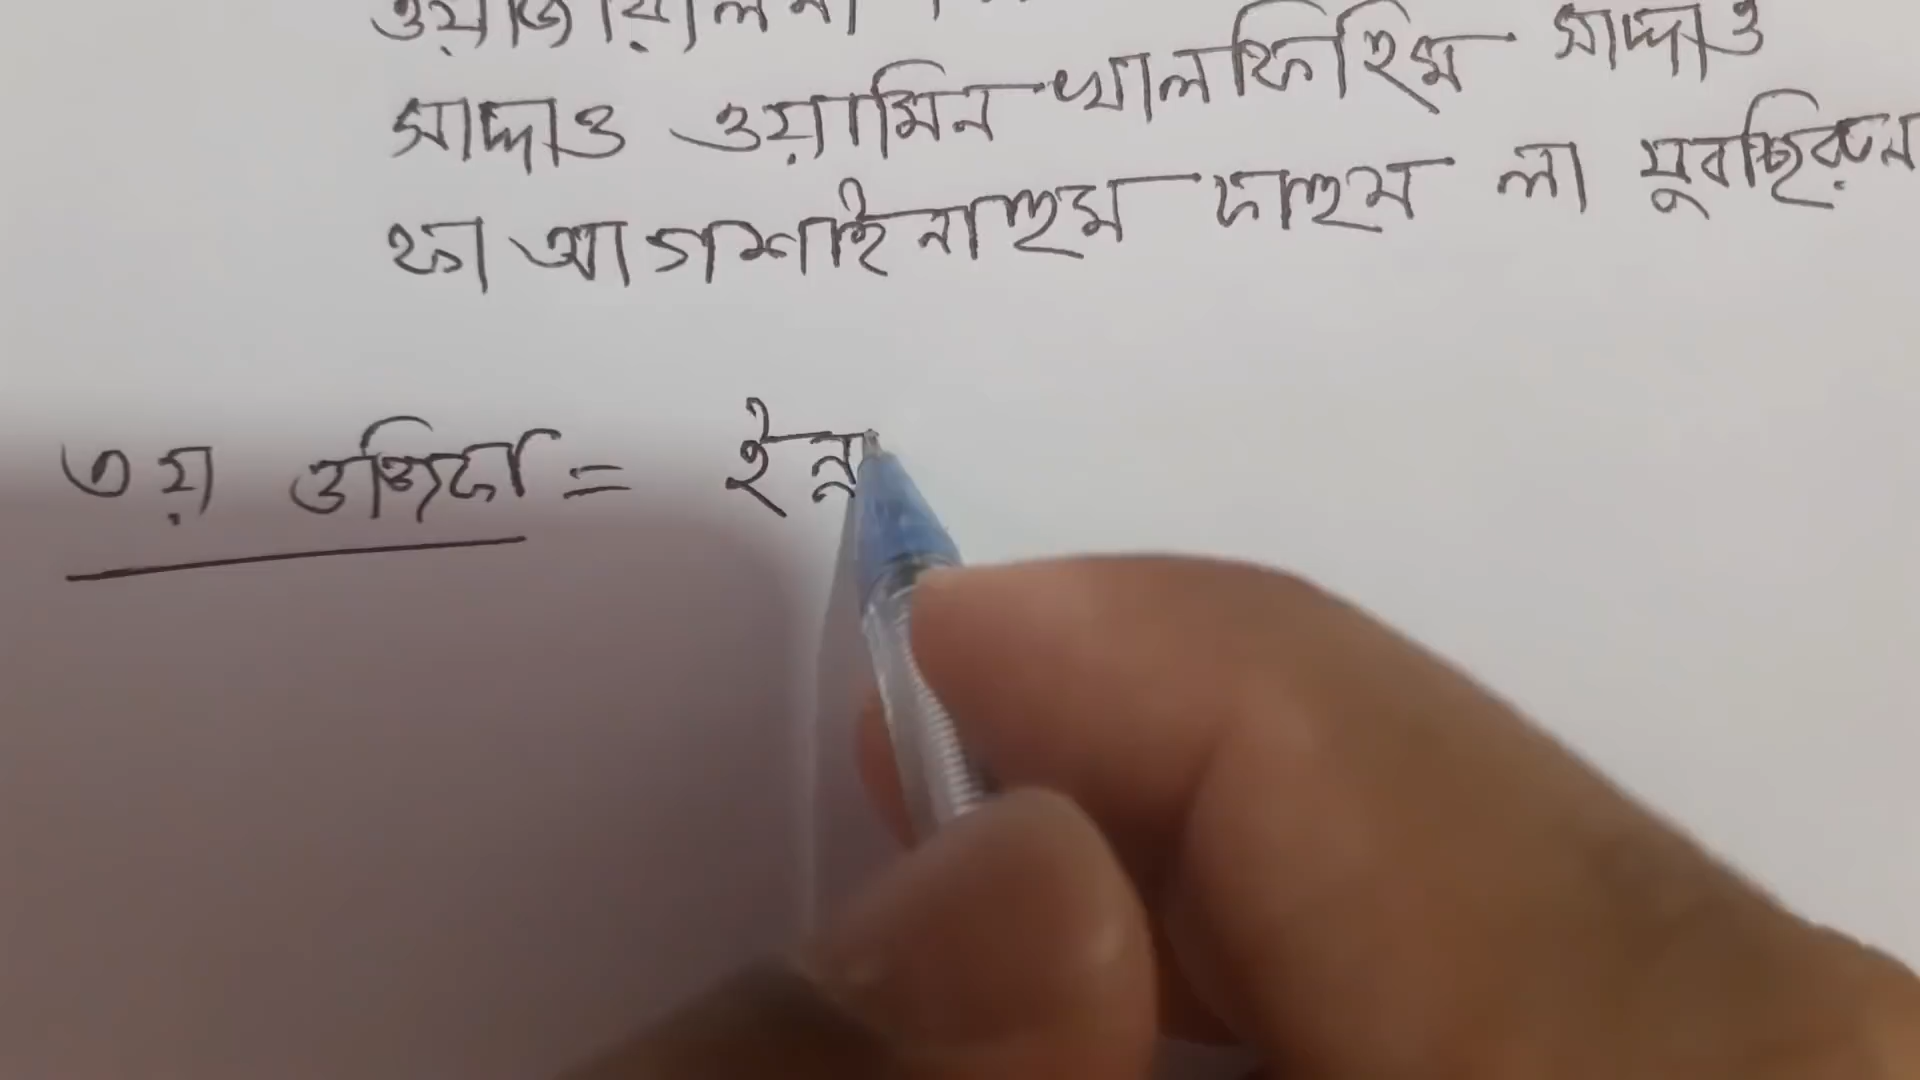 সাদ্দাও ওয়ামিন খালফিহিম সাদ্দাও
ফা আগশাইনাহুম ফাহুম লা য়ুবছিরুন
৩য় ওজিফা = ইন্ন